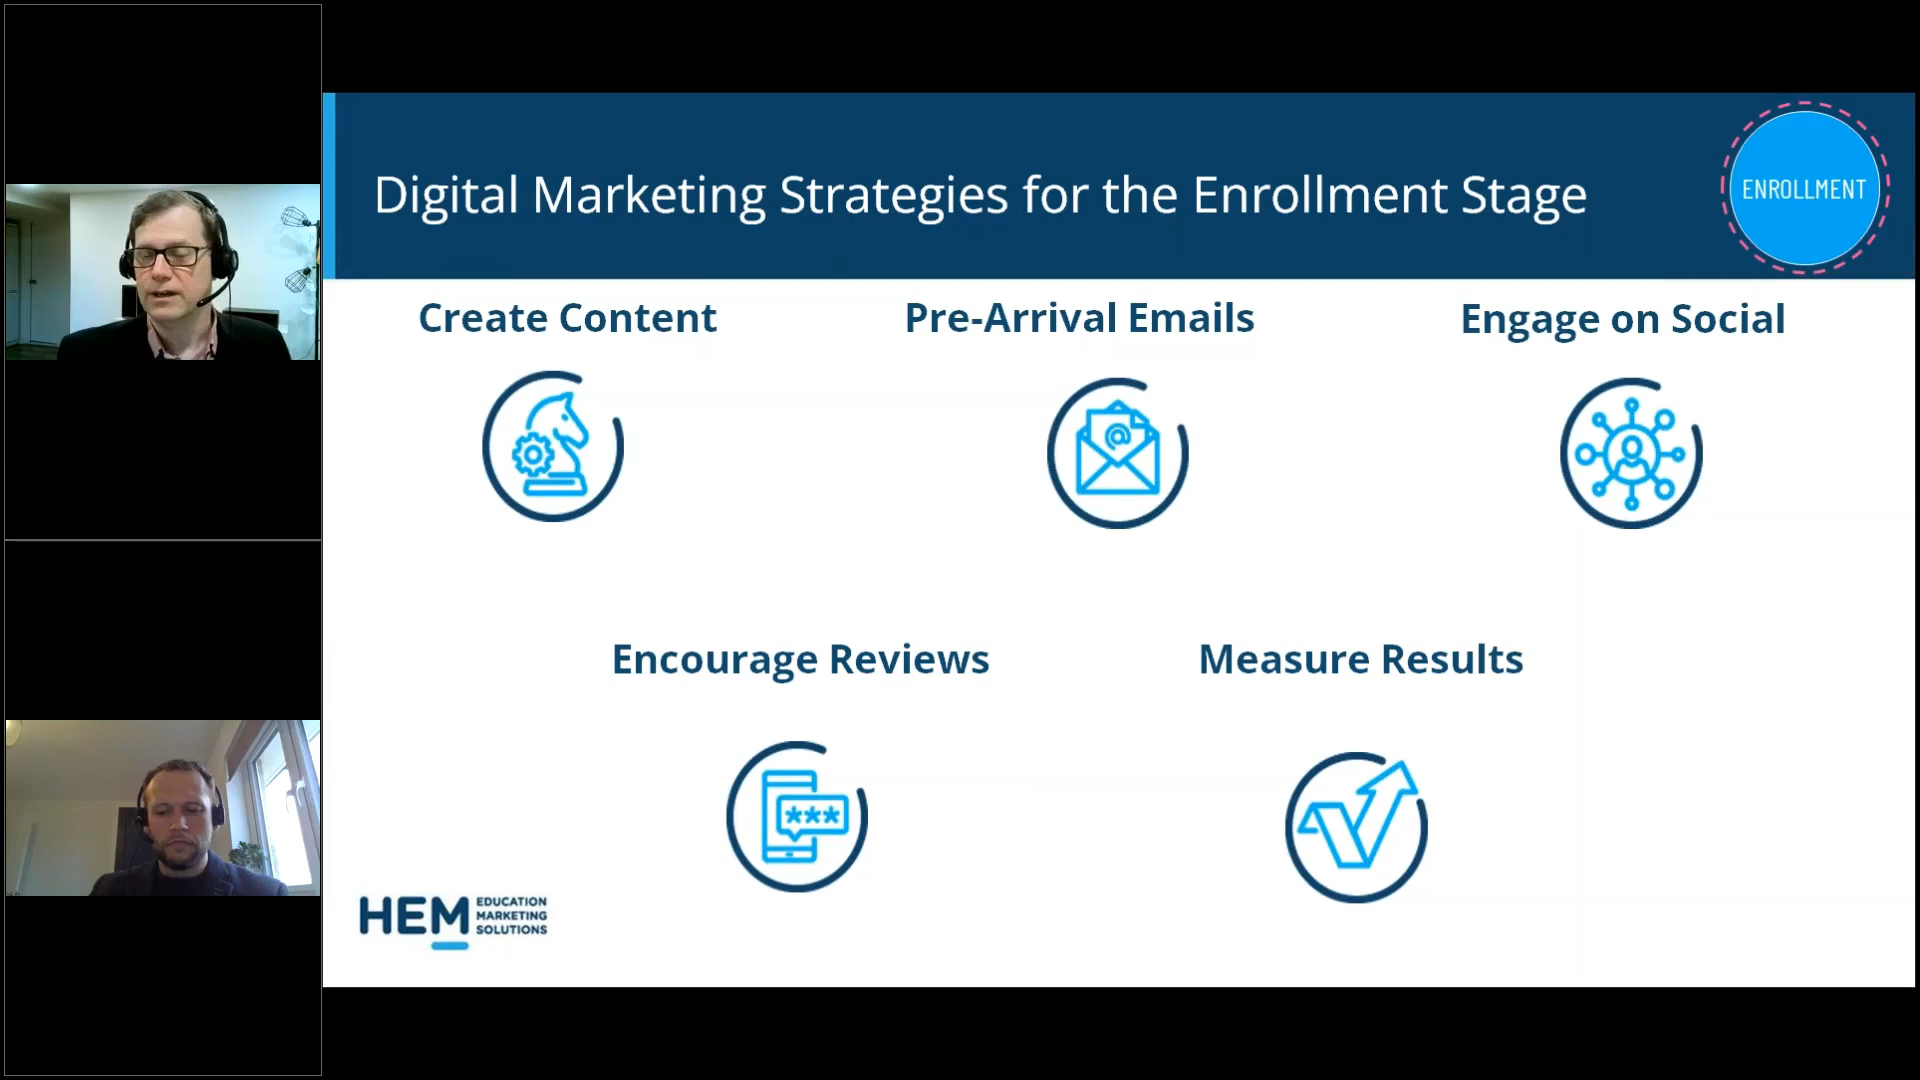 Digital Marketing Strategies for the Enrollment Stage
ENROLLMENT
Create Content
Pre-Arrival Emails
Engage on Social
@
Encourage Reviews
Measure Results
***
HEM
EDUCATION
MARKETING
SOLUTIONS